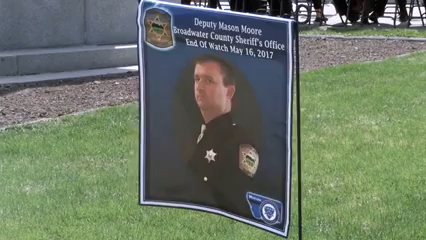 Deputy Mason Moore
Broadwater County Sheriff's Office
End Of Watch May 16, 2017